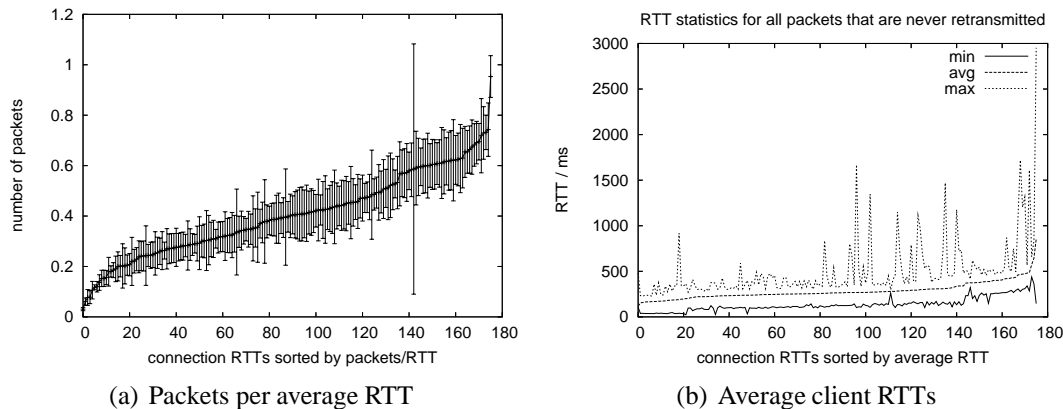 1.2
1
0.8
0.6
0.4
0.2
0
number of packets
0 20 40 60 80 100 120 140 160 180
connection RTTs sorted by packets/RTT
(a) Packets per average RTT
RTT statistics for all packets that are never retransmitted
3000
2500
2000
1500
1000
500
0
RTT / ms
min
avg
max
0 20 40 60 80 100 120 140 160 180
connection RTTs sorted by average RTT
(b) Average client RTTs